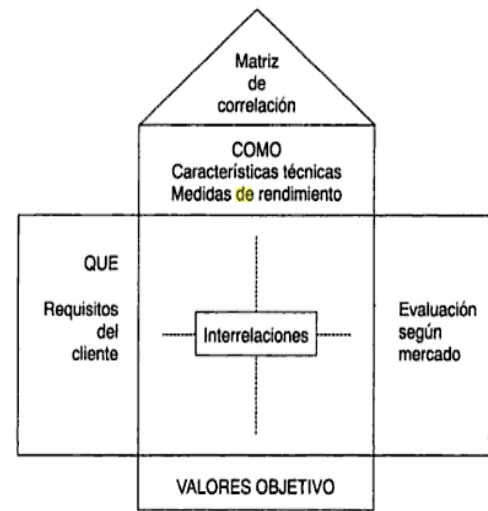 Matriz
de
correlación
COMO
Características técnicas
Medidas de rendimiento
QUE
Requisitos
del
cliente
Interrelaciones
Evaluación
según
mercado
VALORES OBJETIVO